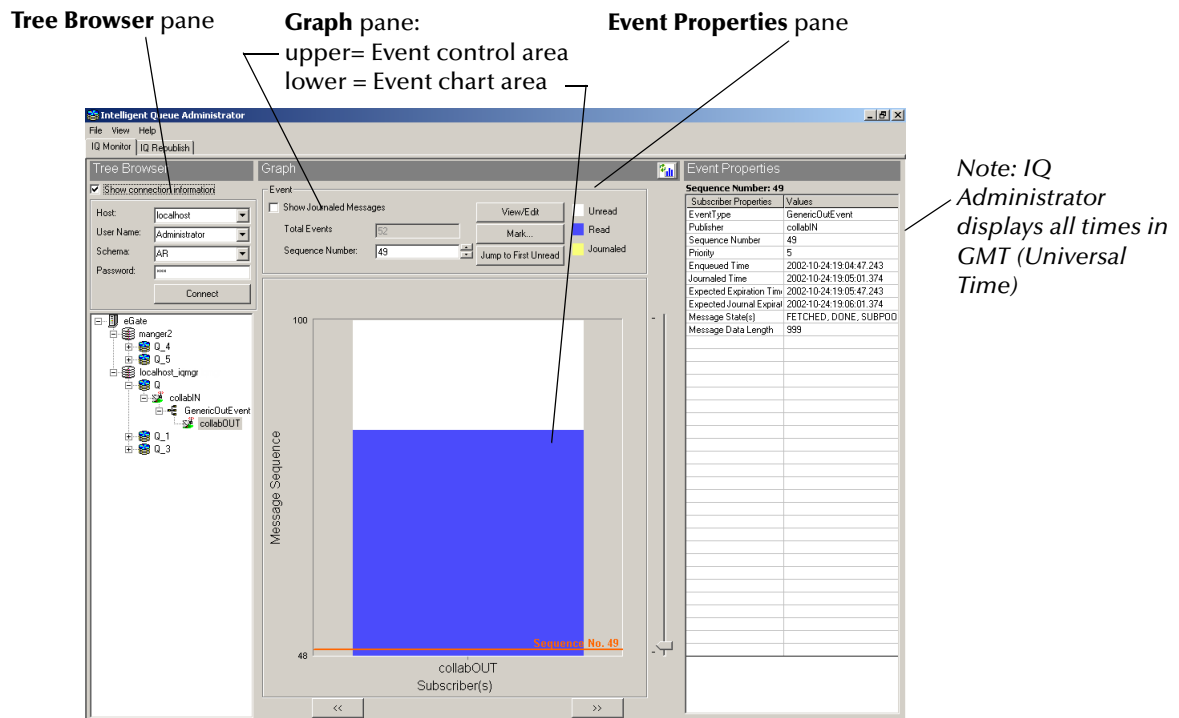 Tree Browser pane
Graph pane:
upper= Event control area
lower = Event chart area
Event Properties pane
Intelligent Queue Administrator
File View Help
IQ Monitor IQ Republish
Tree Browser
Show connection information
Host: localhost
User Name: Administrator
Schema: AR
Password: ***
Connect
eGate
manger2
Q_4
Q_5
localhost_iqmgr
Q
collabIN
GenericOutEvent
collabOUT
Q_1
Q_3
Graph
Event
Show Journaled Messages
Total Events 52
Sequence Number: 49
View/Edit
Mark...
Jump to First Unread
Unread
Read
Journaled
100
Message Sequence
Sequence No. 49
48
collabOUT
Subscriber(s)
<<
>>
Event Properties
Sequence Number: 49
Subscriber Properties Values
EventType GenericOutEvent
Publisher collabIN
Sequence Number 49
Priority 5
Enqueued Time 2002-10-24:19:04:47.243
Journaled Time 2002-10-24:19:05:01.374
Expected Expiration Time 2002-10-24:19:05:47.243
Expected Journal Expirat 2002-10-24:19:06:01.374
Message State(s) FETCHED, DONE, SUBPOO
Message Data Length 999
Note: IQ
Administrator
displays all times in
GMT (Universal
Time)